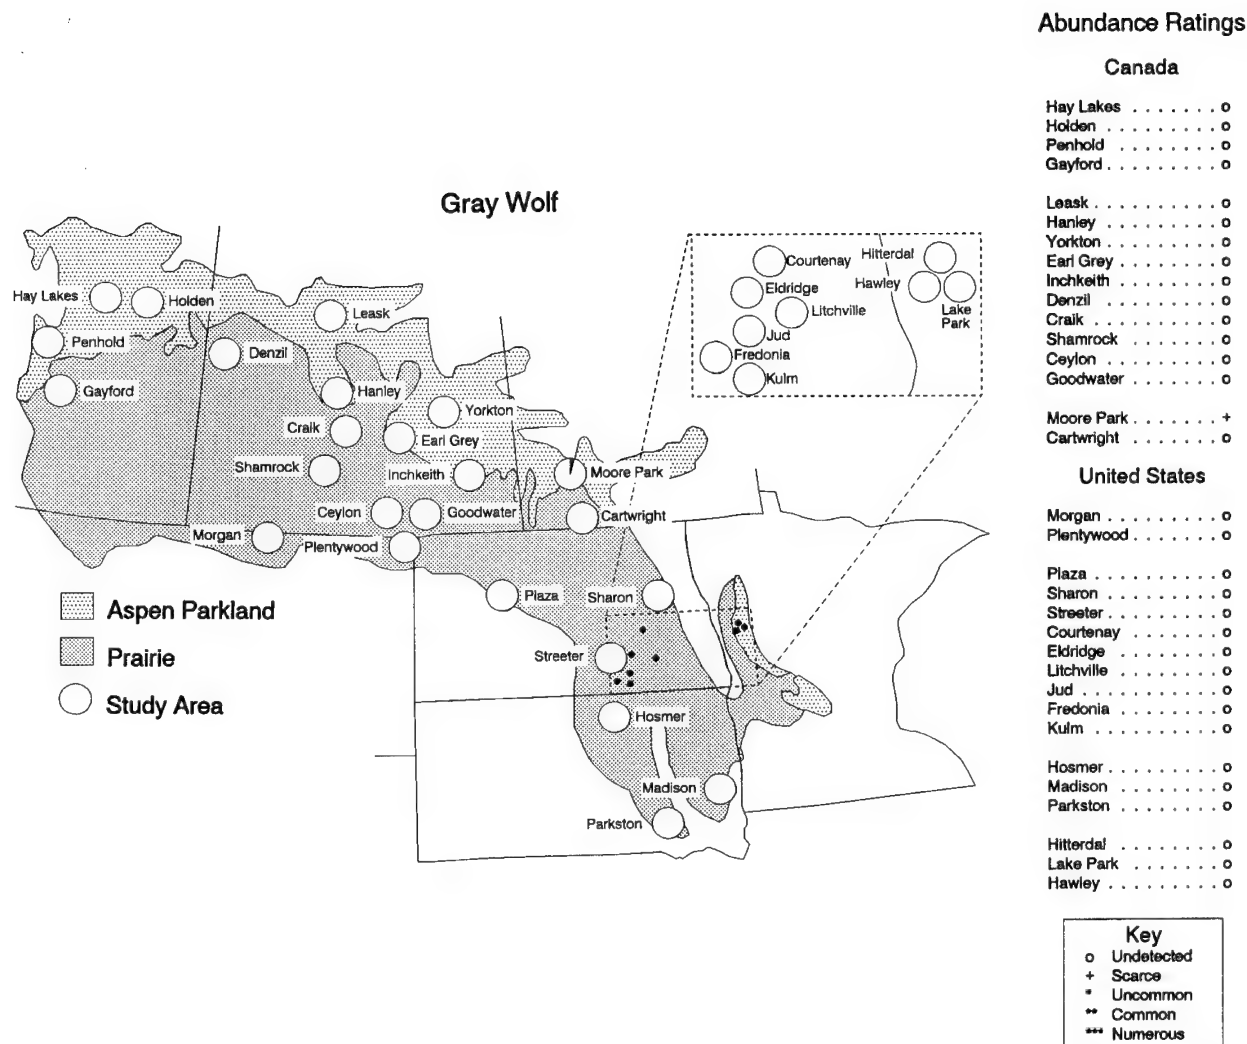 Gray Wolf
Hay Lakes
Holden
Penhold
Gayford
Denzil
Leask
Hanley
Yorkton
Craik
Earl Grey
Shamrock
Inchkeith
Moore Park
Ceylon
Goodwater
Cartwright
Morgan
Plentywood
Plaza
Sharon
Streeter
Hosmer
Madison
Parkston
Courtenay
Hitterdal
Eldridge
Hawley
Litchville
Lake
Park
Jud
Fredonia
Kulm
Aspen Parkland
Prairie
Study Area
Abundance Ratings
Canada
Hay Lakes . . . . . . . o
Holden . . . . . . . . . o
Penhold . . . . . . . . o
Gayford . . . . . . . . . o
Leask . . . . . . . . . . o
Hanley . . . . . . . . . o
Yorkton . . . . . . . . . o
Earl Grey . . . . . . . . o
Inchkeith . . . . . . . . o
Denzil . . . . . . . . . . o
Craik . . . . . . . . . . o
Shamrock . . . . . . . o
Ceylon . . . . . . . . . o
Goodwater . . . . . . . o
Moore Park . . . . . . . +
Cartwright . . . . . . . . o
United States
Morgan . . . . . . . . . o
Plentywood . . . . . . . o
Plaza . . . . . . . . . . o
Sharon . . . . . . . . . o
Streeter . . . . . . . . . o
Courtenay . . . . . . . o
Eldridge . . . . . . . . . o
Litchville . . . . . . . . o
Jud . . . . . . . . . . . o
Fredonia . . . . . . . . o
Kulm . . . . . . . . . . o
Hosmer . . . . . . . . . o
Madison . . . . . . . . o
Parkston . . . . . . . . o
Hitterdal . . . . . . . . o
Lake Park . . . . . . . o
Hawley . . . . . . . . . o
Key
o Undetected
+ Scarce
* Uncommon
** Common
*** Numerous